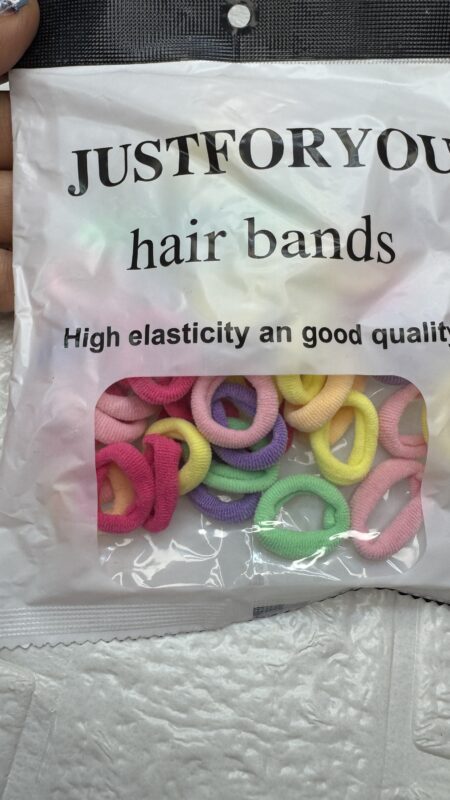 JUSTFORYOU
hair bands
High elasticity an good quality